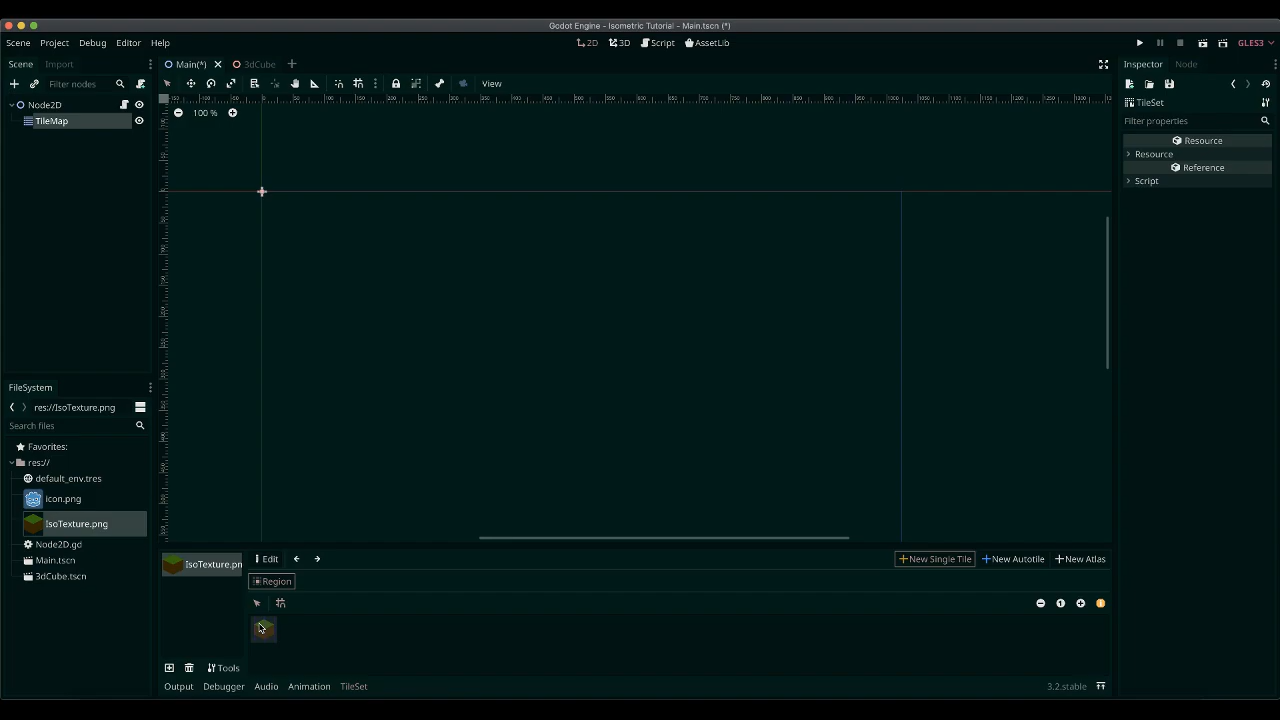 Godot Engine - Isometric Tutorial - Main.tscn (*)
Scene Project Debug Editor Help
2D 3D Script AssetLib
GLES3
Scene Import
Main(*) 3dCube
Inspector Node
Filter nodes
View
Node2D
TileMap
100 %
TileSet
Filter properties
Resource
Resource
Reference
Script
FileSystem
res://IsoTexture.png
Search files
Favorites:
res://
default_env.tres
icon.png
IsoTexture.png
Node2D.gd
Main.tscn
3dCube.tscn
IsoTexture.pn
Edit
New Single Tile New Autotile New Atlas
Region
Tools
Output Debugger Audio Animation TileSet
3.2.stable